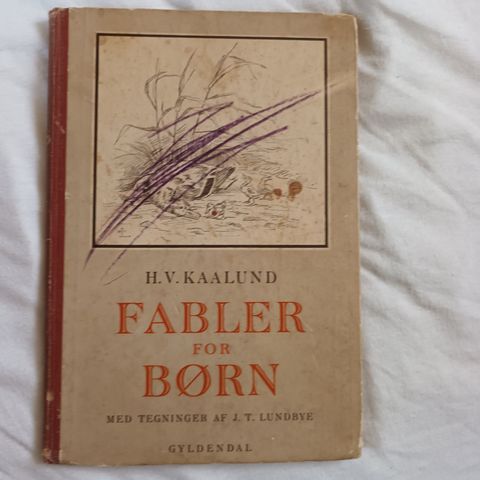 H. V. KAALUND
FABLER
FOR
BØRN
MED TEGNINGER AF J. T. LUNDBYE
GYLDENDAL